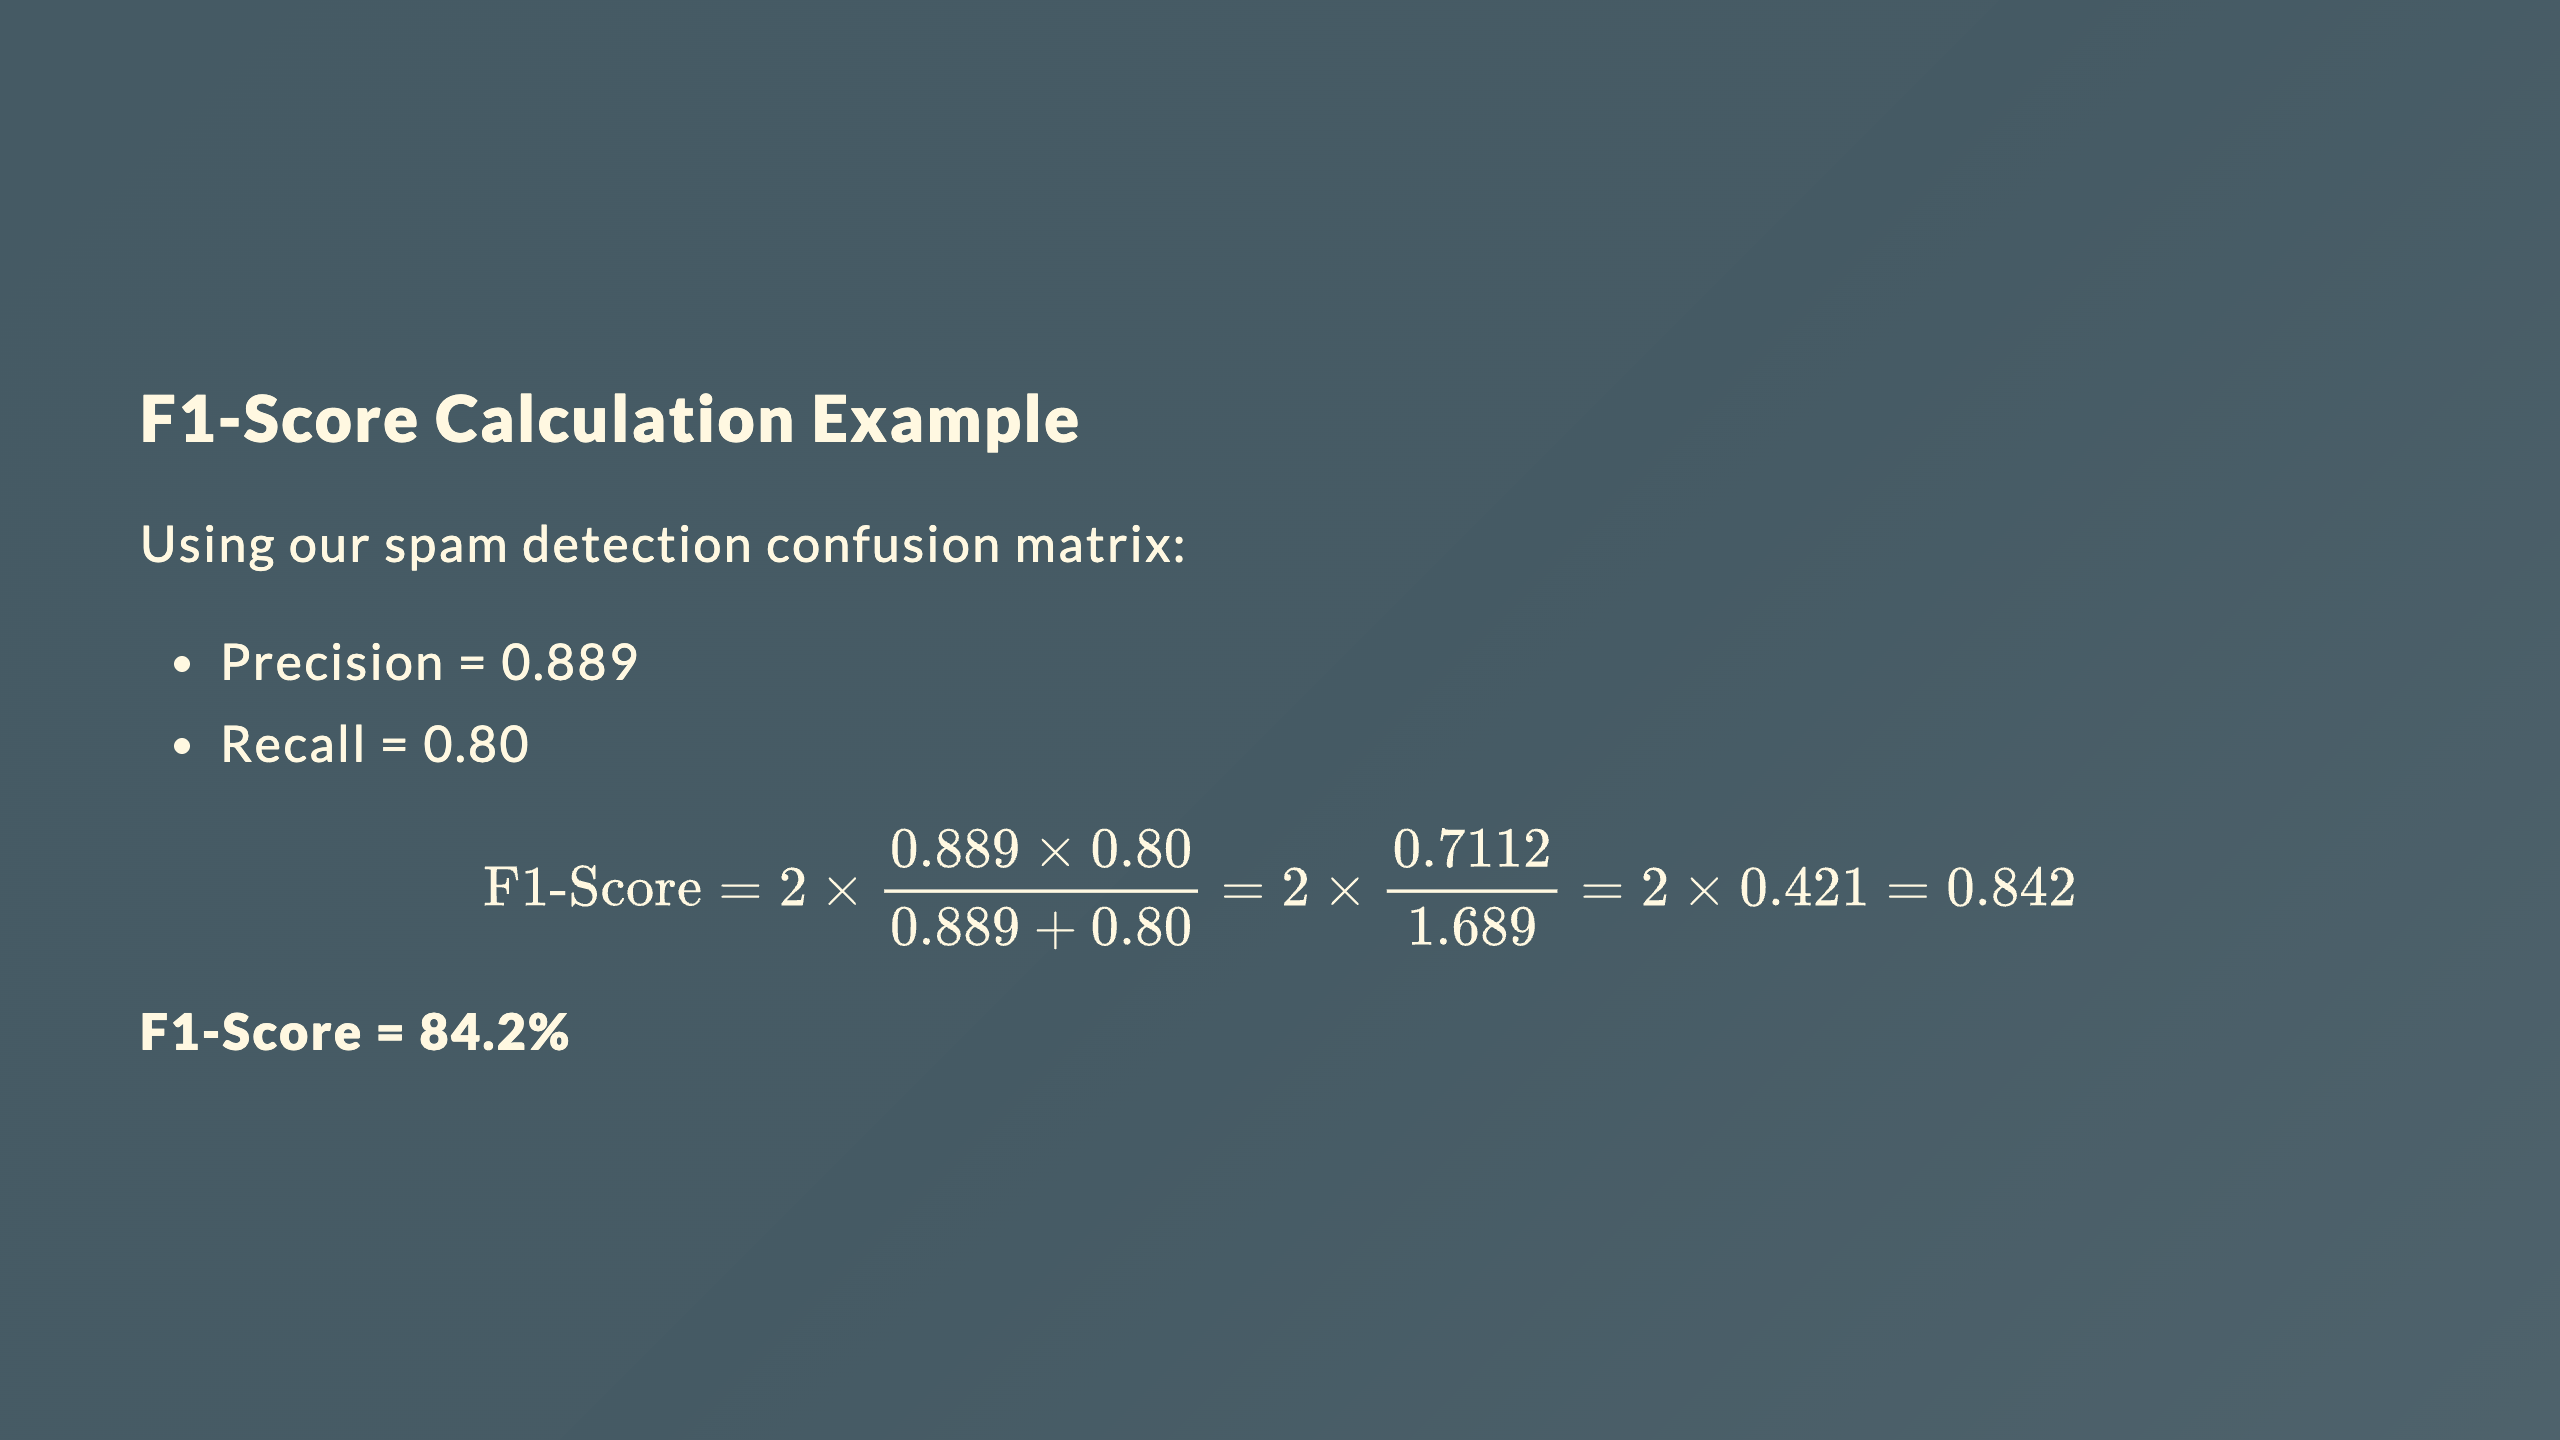 F1-Score Calculation Example
Using our spam detection confusion matrix:
• Precision = 0.889
• Recall = 0.80
F1-Score = 2 × \frac{0.889 × 0.80}{0.889 + 0.80} = 2 × \frac{0.7112}{1.689} = 2 × 0.421 = 0.842
F1-Score = 84.2%